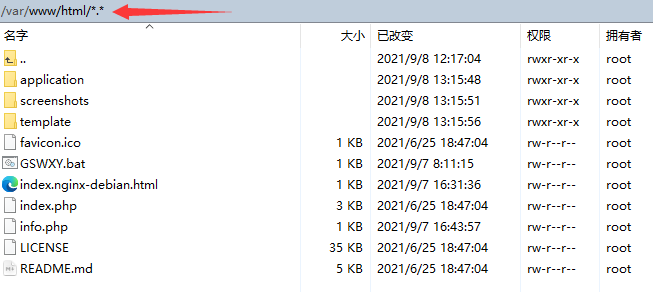 /var/www/html/*.*
名字 大小 已改变 权限 拥有者
.. 2021/9/8 12:17:04 rwxr-xr-x root
application 2021/9/8 13:15:48 rwxr-xr-x root
screenshots 2021/9/8 13:15:51 rwxr-xr-x root
template 2021/9/8 13:15:56 rwxr-xr-x root
favicon.ico 1 KB 2021/6/25 18:47:04 rw-r--r-- root
GSWXY.bat 1 KB 2021/9/7 8:11:15 rw-r--r-- root
index.nginx-debian.html 1 KB 2021/9/7 16:31:36 rw-r--r-- root
index.php 3 KB 2021/6/25 18:47:04 rw-r--r-- root
info.php 1 KB 2021/9/7 16:43:57 rw-r--r-- root
LICENSE 35 KB 2021/6/25 18:47:04 rw-r--r-- root
README.md 5 KB 2021/6/25 18:47:04 rw-r--r-- root